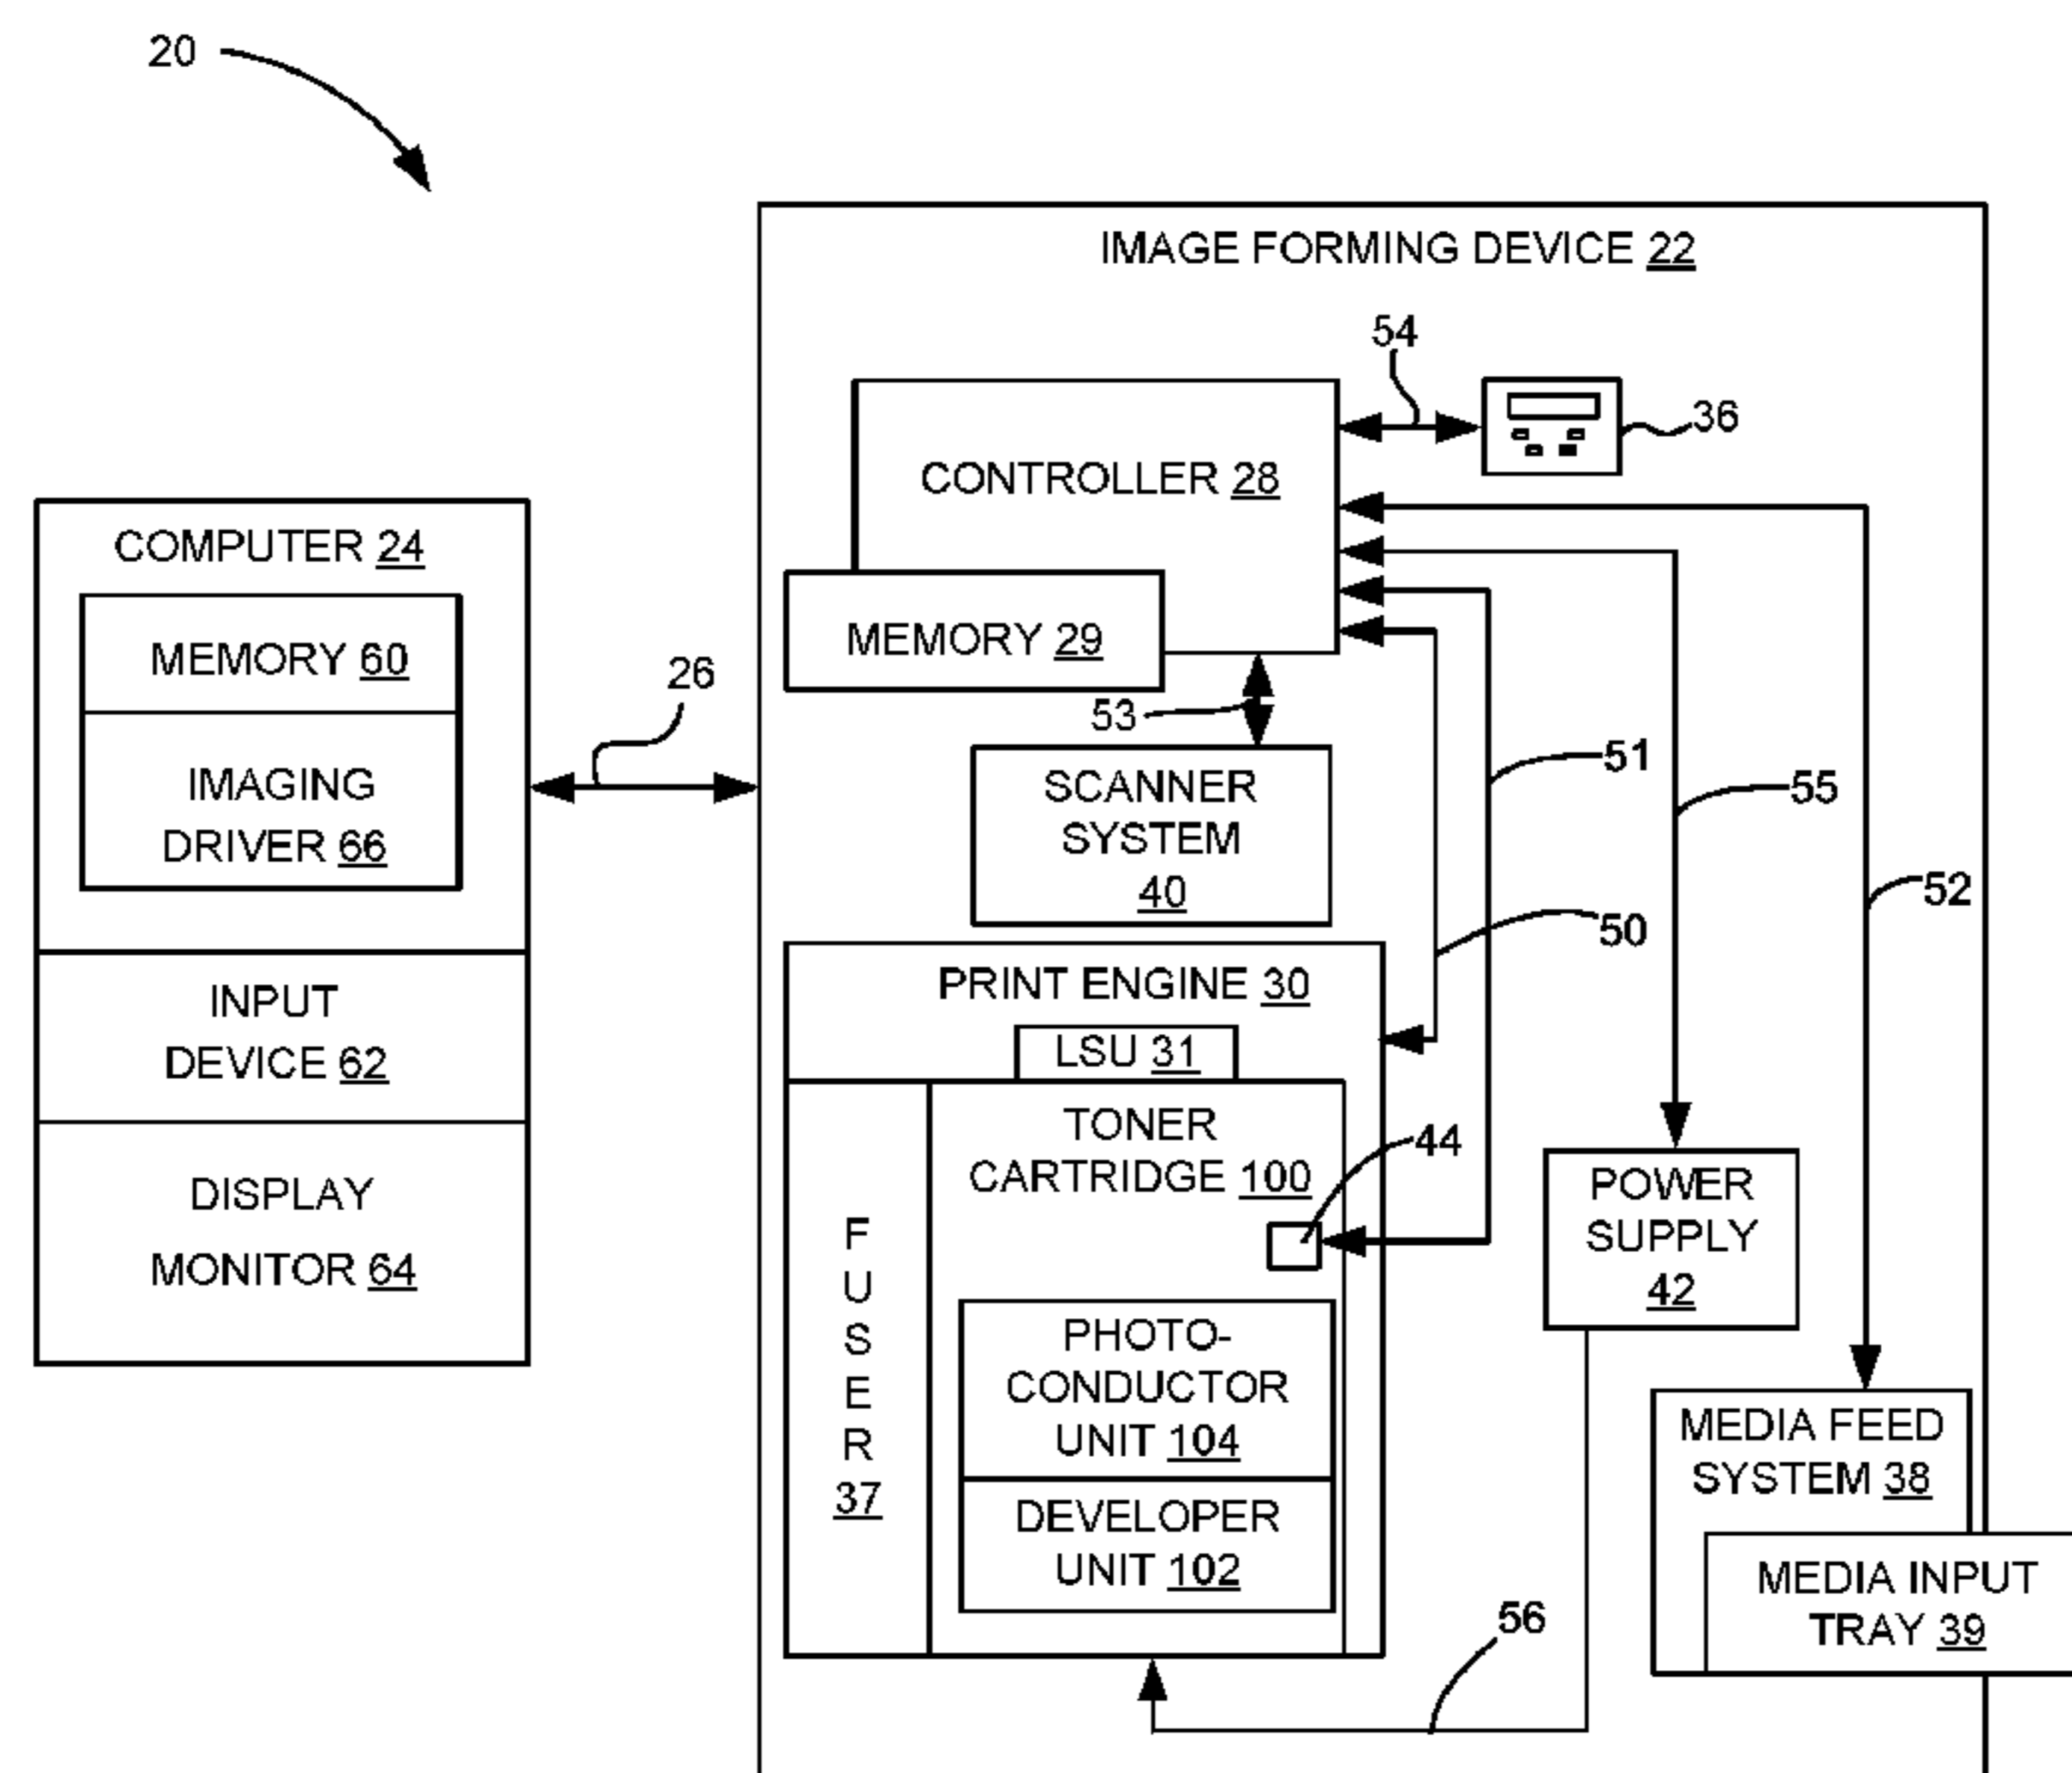 20
IMAGE FORMING DEVICE 22
54
36
CONTROLLER 28
MEMORY 29
COMPUTER 24
MEMORY 60
IMAGING
DRIVER 66
INPUT
DEVICE 62
DISPLAY
MONITOR 64
26
53
SCANNER
SYSTEM
40
51
55
52
50
PRINT ENGINE 30
LSU 31
TONER
CARTRIDGE 100
44
FUSER
37
PHOTO-
CONDUCTOR
UNIT 104
DEVELOPER
UNIT 102
POWER
SUPPLY
42
MEDIA FEED
SYSTEM 38
MEDIA INPUT
TRAY 39
56